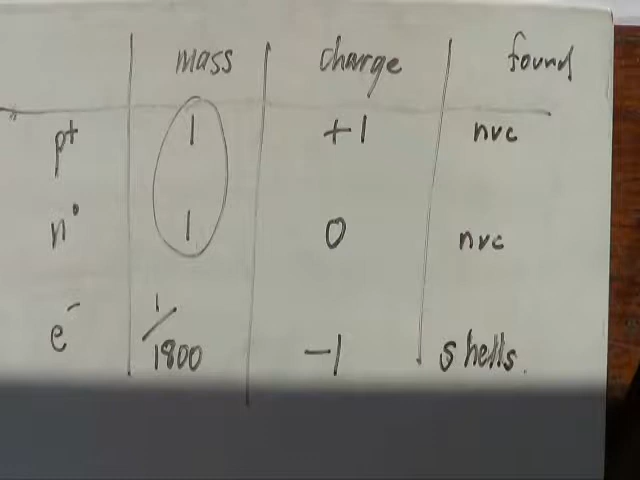 mass charge found
p+ 1 +1 nuc
n° 1 0 nuc
e- 1/1800 -1 shells.